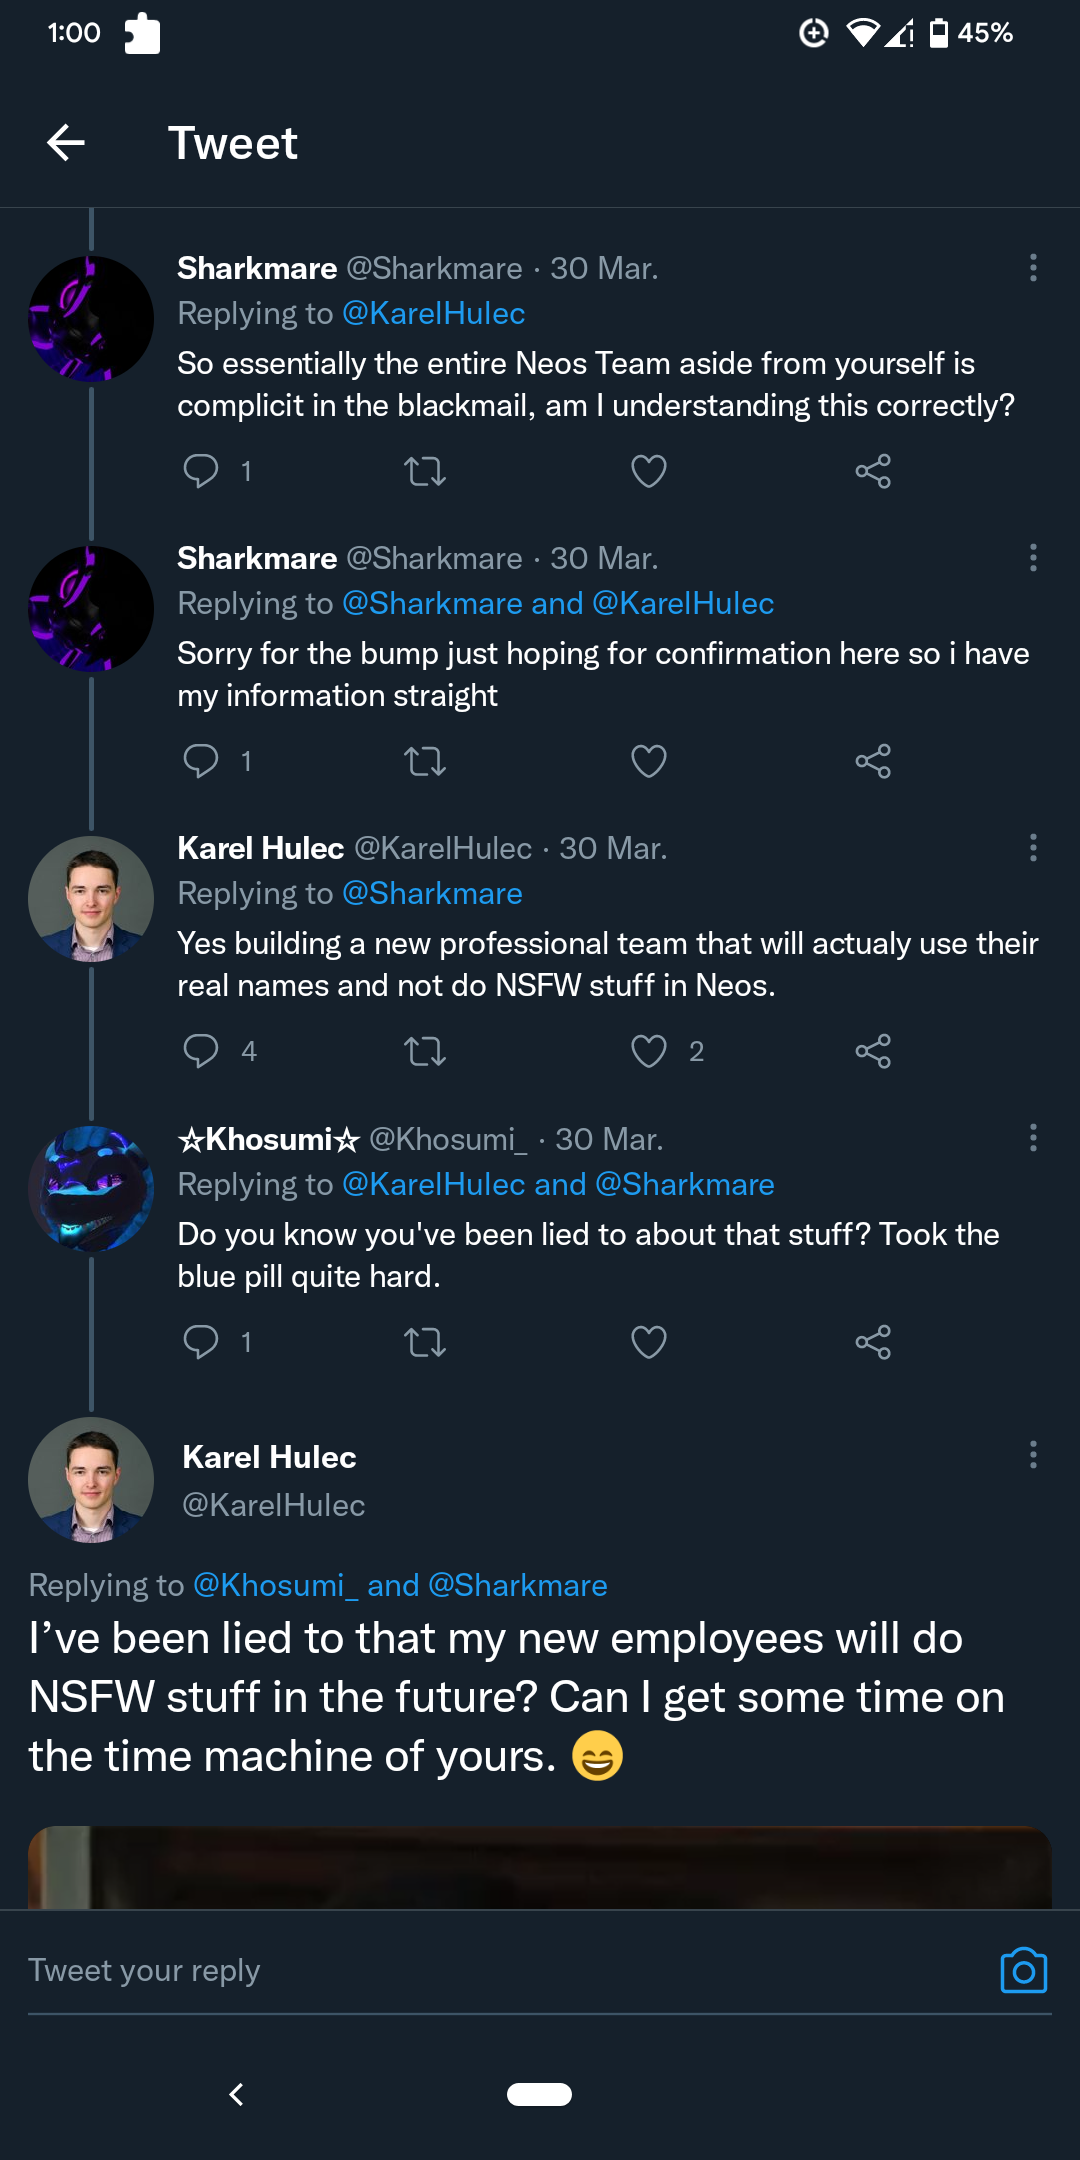 1:00
45%
Tweet
Sharkmare @Sharkmare · 30 Mar.
Replying to @KarelHulec
So essentially the entire Neos Team aside from yourself is
complicit in the blackmail, am I understanding this correctly?
1
Sharkmare @Sharkmare · 30 Mar.
Replying to @Sharkmare and @KarelHulec
Sorry for the bump just hoping for confirmation here so i have
my information straight
1
Karel Hulec @KarelHulec · 30 Mar.
Replying to @Sharkmare
Yes building a new professional team that will actualy use their
real names and not do NSFW stuff in Neos.
4 2
☆Khosumi☆ @Khosumi_ · 30 Mar.
Replying to @KarelHulec and @Sharkmare
Do you know you've been lied to about that stuff? Took the
blue pill quite hard.
1
Karel Hulec
@KarelHulec
Replying to @Khosumi_ and @Sharkmare
I’ve been lied to that my new employees will do
NSFW stuff in the future? Can I get some time on
the time machine of yours. 😄
Tweet your reply